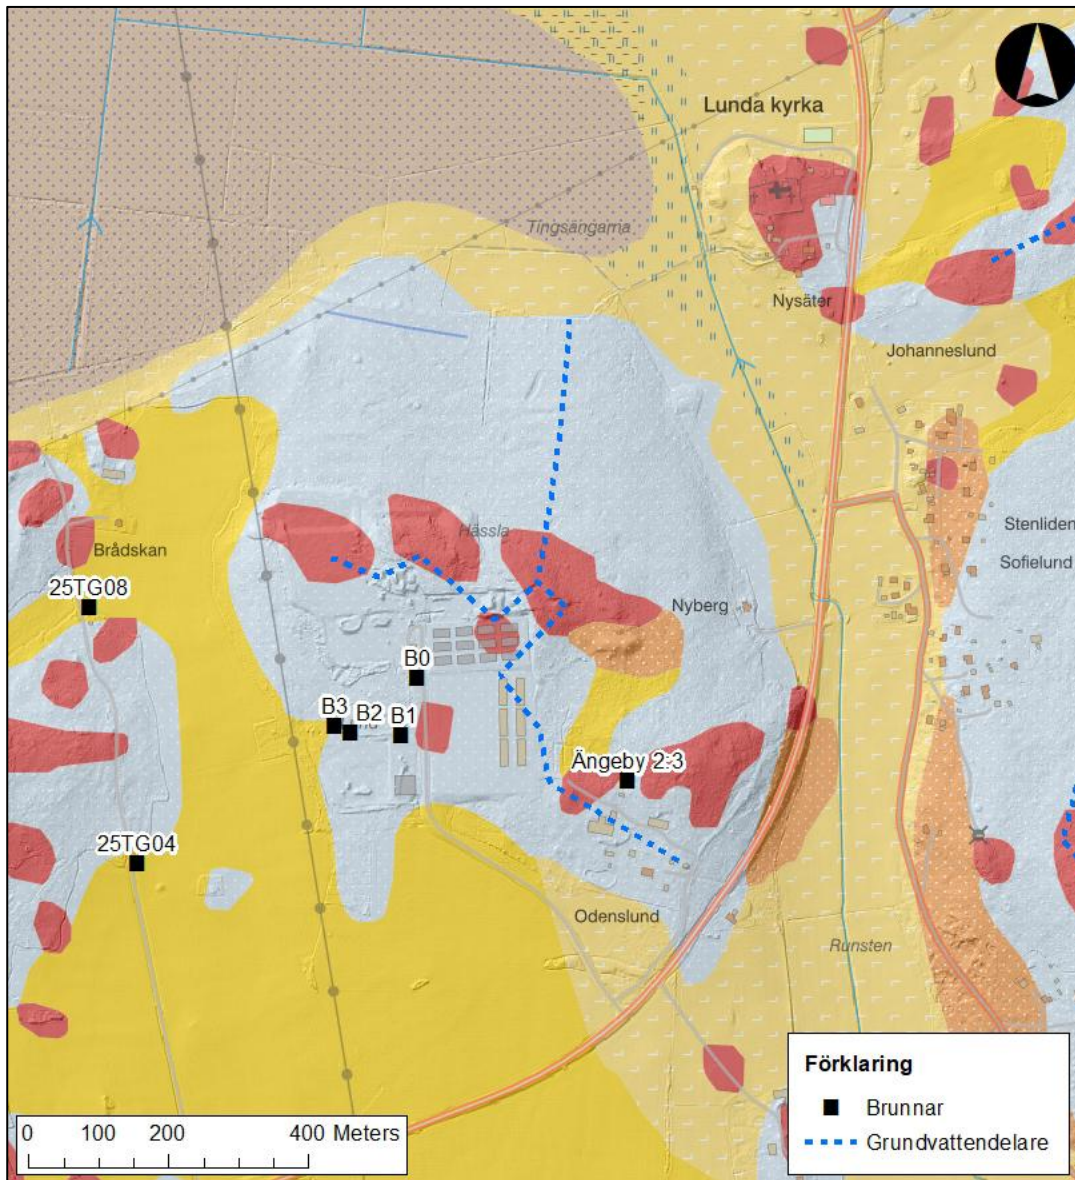 Lunda kyrka
Tingsängarna
Nysäter
Johanneslund
Hässla
Stenliden
Sofielund
Brådskan
25TG08
Nyberg
B0
B3
B2
B1
Ängeby 2:3
25TG04
Odenslund
Runsten
Förklaring
Brunnar
Grundvattendelare
0 100 200 400 Meters